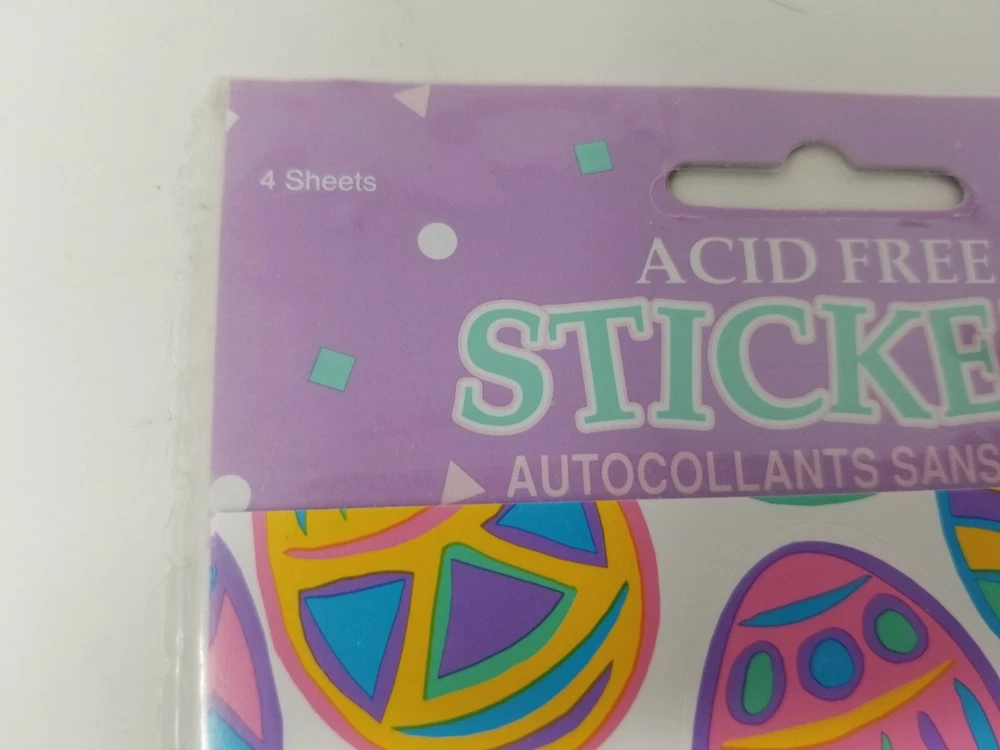 4 Sheets
ACID FREE
STICKE
AUTOCOLLANTS SANS